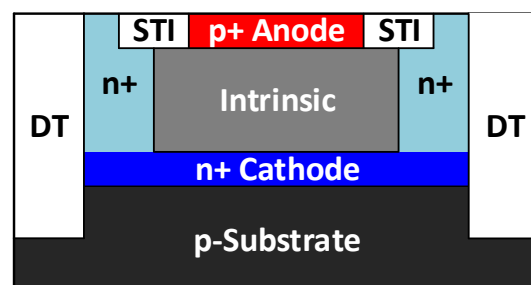 STI p+ Anode STI
n+ n+
Intrinsic
DT DT
n+ Cathode
p-Substrate